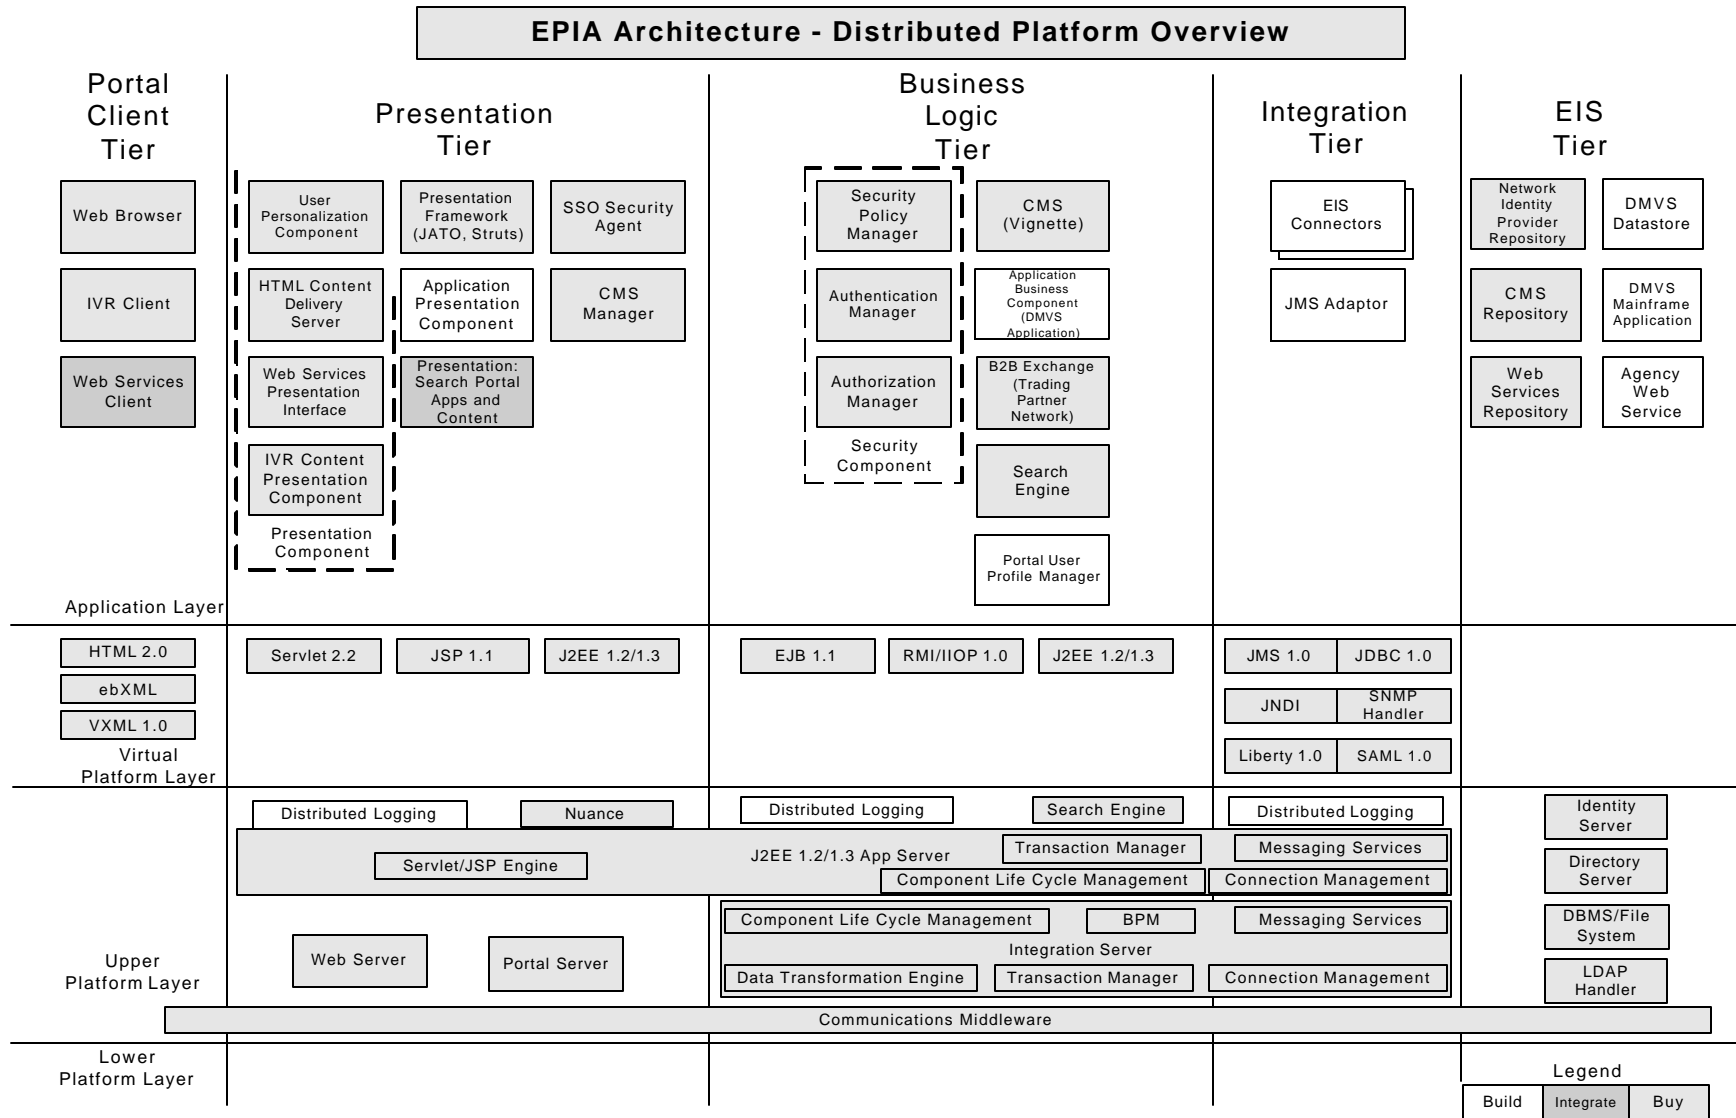 EPIA Architecture - Distributed Platform Overview
Portal
Client
Tier
Presentation
Tier
Business
Logic
Tier
Integration
Tier
EIS
Tier
Web Browser
IVR Client
Web Services
Client
User
Personalization
Component
HTML Content
Delivery
Server
Web Services
Presentation
Interface
IVR Content
Presentation
Component
Presentation
Component
Presentation
Framework
(JATO, Struts)
Application
Presentation
Component
Presentation:
Search Portal
Apps and
Content
SSO Security
Agent
CMS
Manager
Security
Policy
Manager
Authentication
Manager
Authorization
Manager
Security
Component
CMS
(Vignette)
Application
Business
Component
(DMVS
Application)
B2B Exchange
(Trading
Partner
Network)
Search
Engine
Portal User
Profile Manager
EIS
Connectors
JMS Adaptor
Network
Identity
Provider
Repository
CMS
Repository
Web
Services
Repository
DMVS
Datastore
DMVS
Mainframe
Application
Agency
Web
Service
Application Layer
HTML 2.0
ebXML
VXML 1.0
Virtual
Platform Layer
Servlet 2.2
JSP 1.1
J2EE 1.2/1.3
EJB 1.1
RMI/IIOP 1.0
J2EE 1.2/1.3
JMS 1.0
JDBC 1.0
JNDI
SNMP
Handler
Liberty 1.0
SAML 1.0
Distributed Logging
Nuance
Distributed Logging
Search Engine
Distributed Logging
Servlet/JSP Engine
J2EE 1.2/1.3 App Server
Transaction Manager
Messaging Services
Component Life Cycle Management
Connection Management
Component Life Cycle Management
BPM
Messaging Services
Integration Server
Data Transformation Engine
Transaction Manager
Connection Management
Web Server
Portal Server
Identity
Server
Directory
Server
DBMS/File
System
LDAP
Handler
Upper
Platform Layer
Communications Middleware
Lower
Platform Layer
Legend
Build
Integrate
Buy